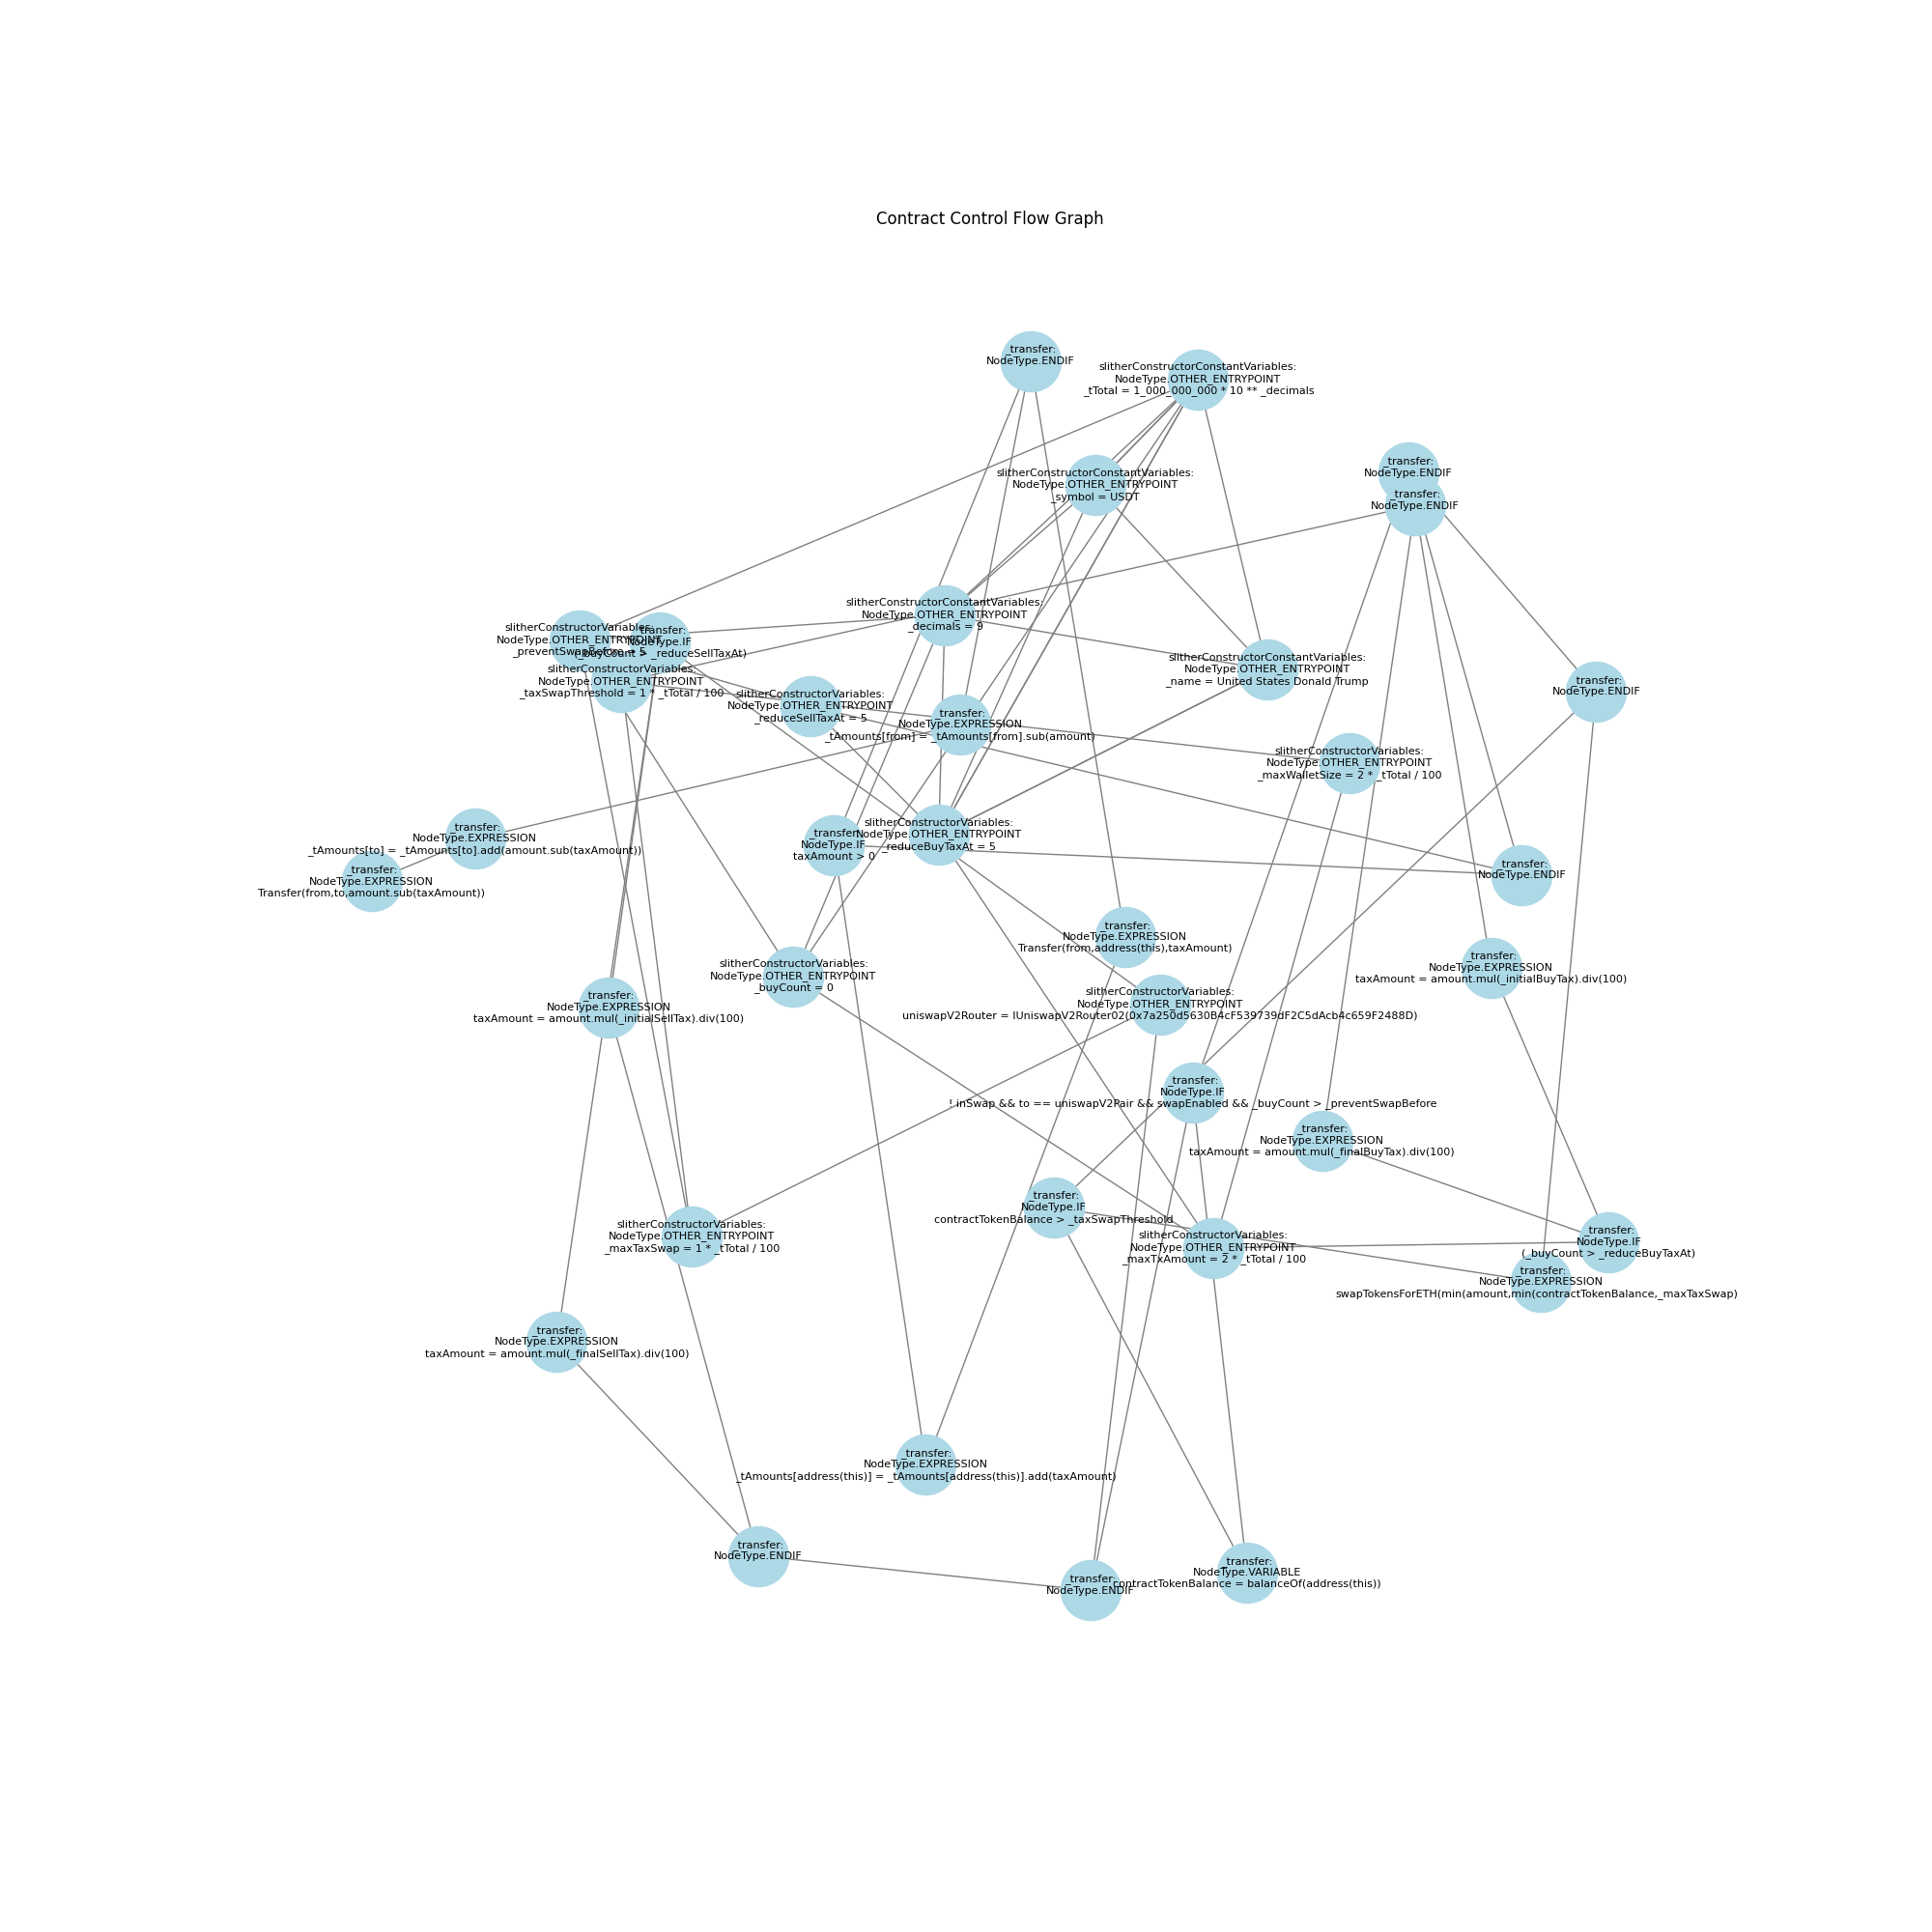 Contract Control Flow Graph
_transfer:
NodeType.ENDIF
slitherConstructorConstantVariables:
NodeType.OTHER_ENTRYPOINT
_tTotal = 1_000_000_000 * 10 ** _decimals
_transfer:
NodeType.ENDIF
slitherConstructorConstantVariables:
NodeType.OTHER_ENTRYPOINT
_symbol = USDT
_transfer:
NodeType.ENDIF
slitherConstructorConstantVariables:
NodeType.OTHER_ENTRYPOINT
_decimals = 9
slitherConstructorVariables:
NodeType.OTHER_ENTRYPOINT
_preventSwapBefore = 5
_transfer:
NodeType.IF
(_buyCount > _reduceSellTaxAt)
slitherConstructorVariables:
NodeType.OTHER_ENTRYPOINT
_taxSwapThreshold = 1 * _tTotal / 100
slitherConstructorConstantVariables:
NodeType.OTHER_ENTRYPOINT
_name = United States Donald Trump
_transfer:
NodeType.ENDIF
slitherConstructorVariables:
NodeType.OTHER_ENTRYPOINT
_reduceSellTaxAt = 5
_transfer:
NodeType.EXPRESSION
_tAmounts[from] = _tAmounts[from].sub(amount)
slitherConstructorVariables:
NodeType.OTHER_ENTRYPOINT
_maxWalletSize = 2 * _tTotal / 100
_transfer:
NodeType.EXPRESSION
_tAmounts[to] = _tAmounts[to].add(amount.sub(taxAmount))
slitherConstructorVariables:
NodeType.OTHER_ENTRYPOINT
_reduceBuyTaxAt = 5
_transfer:
NodeType.IF
taxAmount > 0
_transfer:
NodeType.EXPRESSION
Transfer(from,to,amount.sub(taxAmount))
_transfer:
NodeType.ENDIF
_transfer:
NodeType.EXPRESSION
Transfer(from,address(this),taxAmount)
_transfer:
NodeType.EXPRESSION
taxAmount = amount.mul(_initialBuyTax).div(100)
slitherConstructorVariables:
NodeType.OTHER_ENTRYPOINT
_buyCount = 0
_transfer:
NodeType.EXPRESSION
taxAmount = amount.mul(_initialSellTax).div(100)
slitherConstructorVariables:
NodeType.OTHER_ENTRYPOINT
uniswapV2Router = IUniswapV2Router02(0x7a250d5630B4cF539739dF2C5dAcb4c659F2488D)
_transfer:
NodeType.IF
! inSwap && to == uniswapV2Pair && swapEnabled && _buyCount > _preventSwapBefore
_transfer:
NodeType.EXPRESSION
taxAmount = amount.mul(_finalBuyTax).div(100)
_transfer:
NodeType.IF
contractTokenBalance > _taxSwapThreshold
slitherConstructorVariables:
NodeType.OTHER_ENTRYPOINT
_maxTaxSwap = 1 * _tTotal / 100
slitherConstructorVariables:
NodeType.OTHER_ENTRYPOINT
_maxTxAmount = 2 * _tTotal / 100
_transfer:
NodeType.IF
(_buyCount > _reduceBuyTaxAt)
_transfer:
NodeType.EXPRESSION
swapTokensForETH(min(amount,min(contractTokenBalance,_maxTaxSwap)
_transfer:
NodeType.EXPRESSION
taxAmount = amount.mul(_finalSellTax).div(100)
_transfer:
NodeType.EXPRESSION
_tAmounts[address(this)] = _tAmounts[address(this)].add(taxAmount)
_transfer:
NodeType.ENDIF
_transfer:
NodeType.VARIABLE
contractTokenBalance = balanceOf(address(this))
_transfer:
NodeType.ENDIF